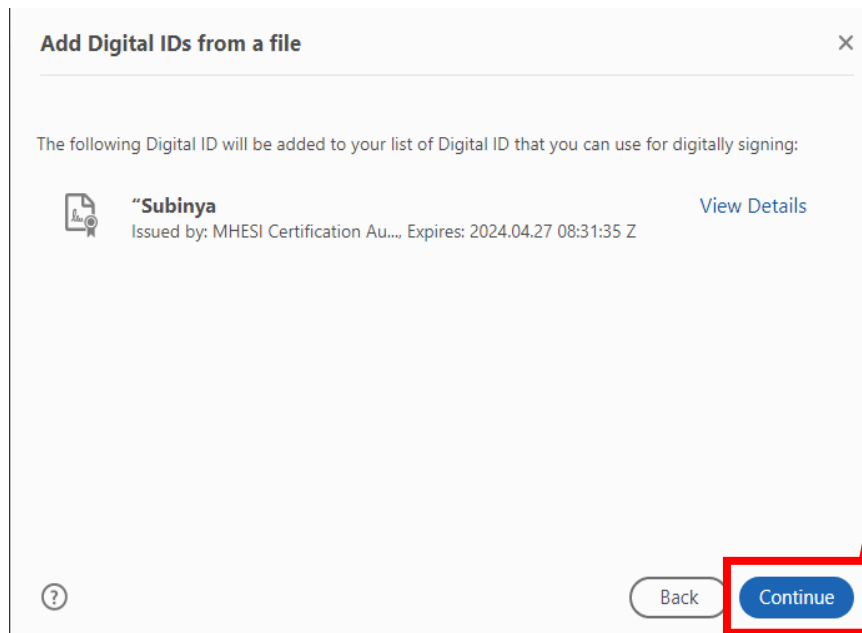 Add Digital IDs from a file
The following Digital ID will be added to your list of Digital ID that you can use for digitally signing:
“Subinya
View Details
Issued by: MHESI Certification Au..., Expires: 2024.04.27 08:31:35 Z
Back
Continue